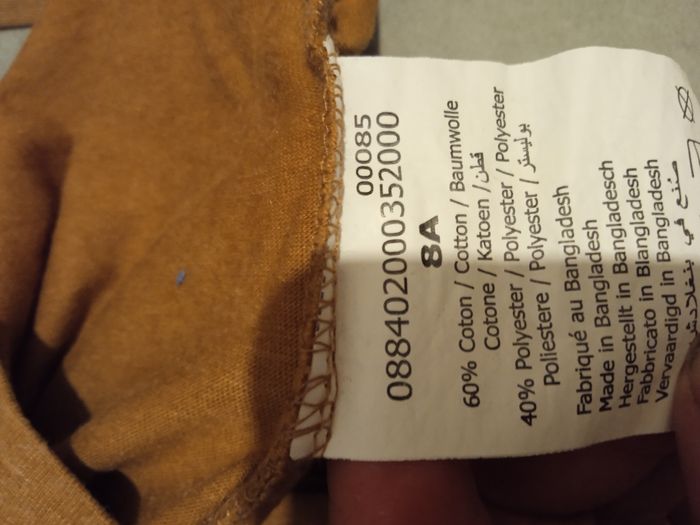 00085
0884020000352000
8A
60% Coton / Cotton / Baumwolle
Cotone / Katoen / قطن
40% Polyester / Polyester / Polyester
Poliestere / Polyester / بوليستر
Fabriqué au Bangladesh
Made in Bangladesh
Hergestellt in Bangladesch
Fabbricato in Blangladesh
Vervaardigd in Bangladesh
صنع في بنغلاديش